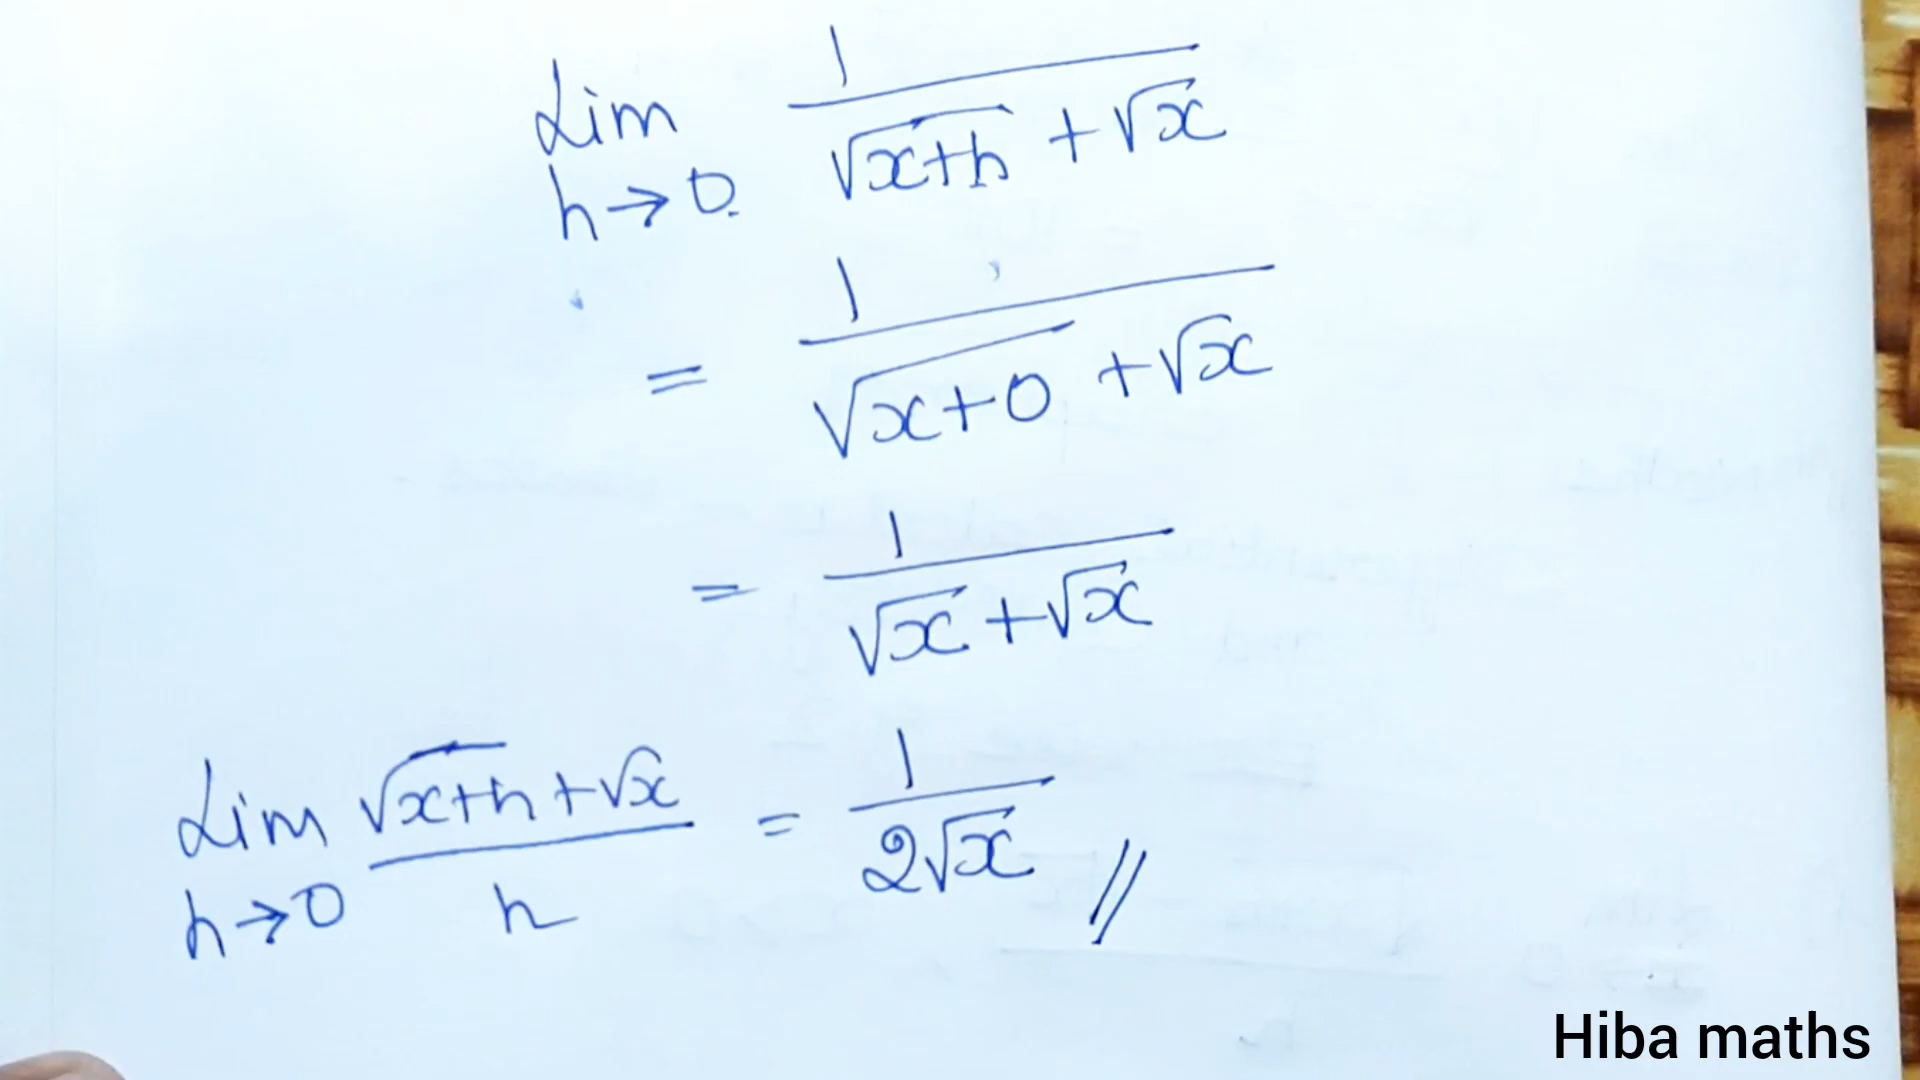 Lim h→0 1/(√(x+h) + √x)
= 1/(√(x+0) + √x)
= 1/(√x + √x)
Lim h→0 (√(x+h) + √x)/h = 1/(2√x) //
Hiba maths